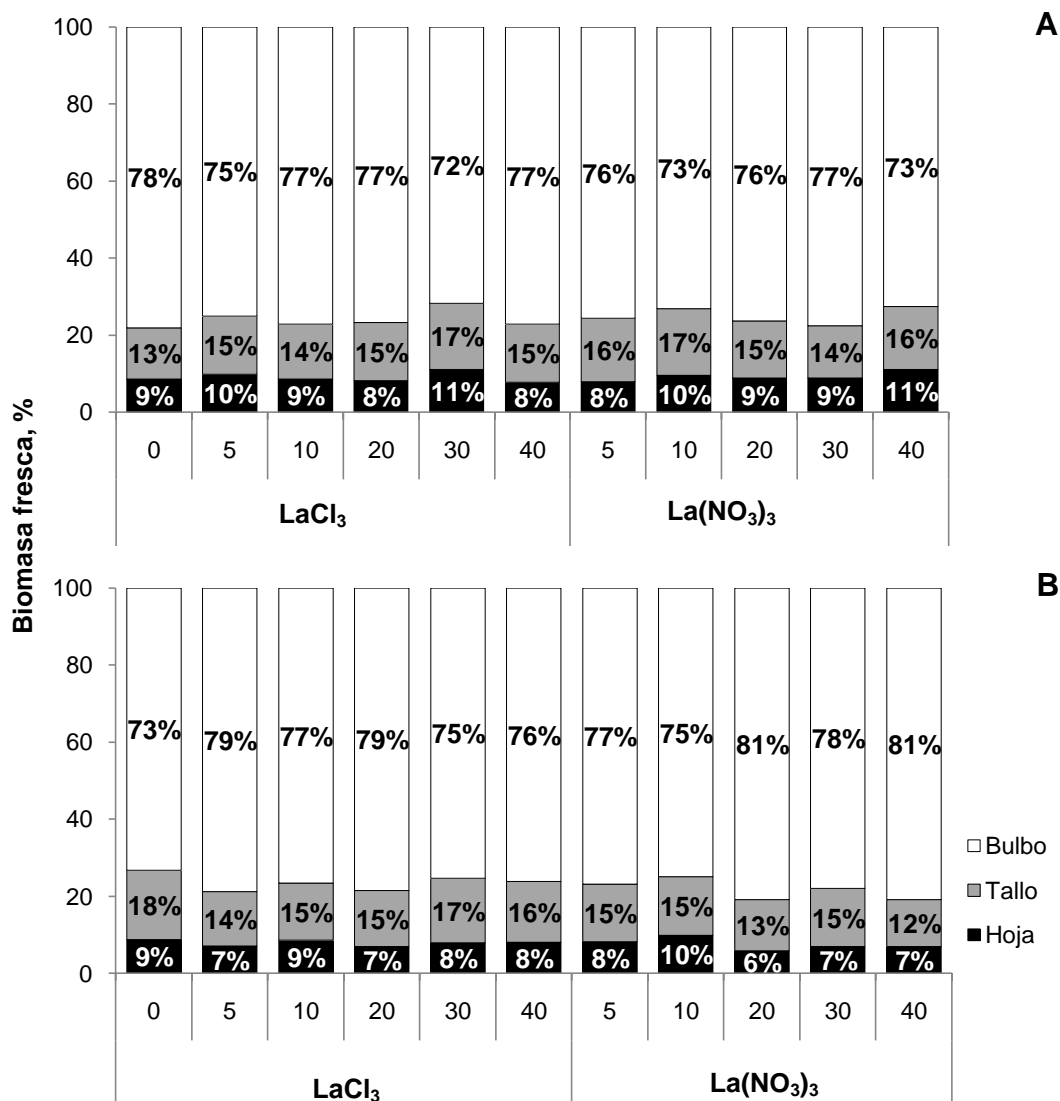 A
Biomasa fresca, %
100
80
60
40
20
0
78% 75% 77% 77% 72% 77% 76% 73% 76% 77% 73%
13% 15% 14% 15% 17% 15% 16% 17% 15% 14% 16%
9% 10% 9% 8% 11% 8% 8% 10% 9% 9% 11%
0 5 10 20 30 40 5 10 20 30 40
LaCl₃ La(NO₃)₃
B
100
80
60
40
20
0
73% 79% 77% 79% 75% 76% 77% 75% 81% 78% 81%
18% 14% 15% 15% 17% 16% 15% 15% 13% 15% 12%
9% 7% 9% 7% 8% 8% 8% 10% 6% 7% 7%
0 5 10 20 30 40 5 10 20 30 40
LaCl₃ La(NO₃)₃
Bulbo
Tallo
Hoja